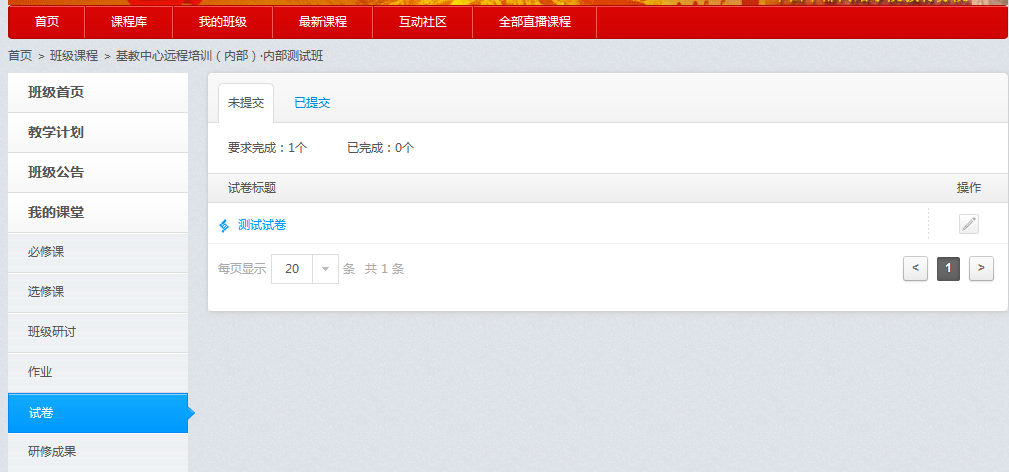 首页 课程库 我的班级 最新课程 互动社区 全部直播课程
首页 > 班级课程 > 基教中心远程培训（内部）·内部测试班
班级首页
教学计划
班级公告
我的课堂
必修课
选修课
班级研讨
作业
试卷
研修成果
未提交 已提交
要求完成：1个 已完成：0个
试卷标题 操作
测试试卷
每页显示 20 条 共 1 条 < 1 >